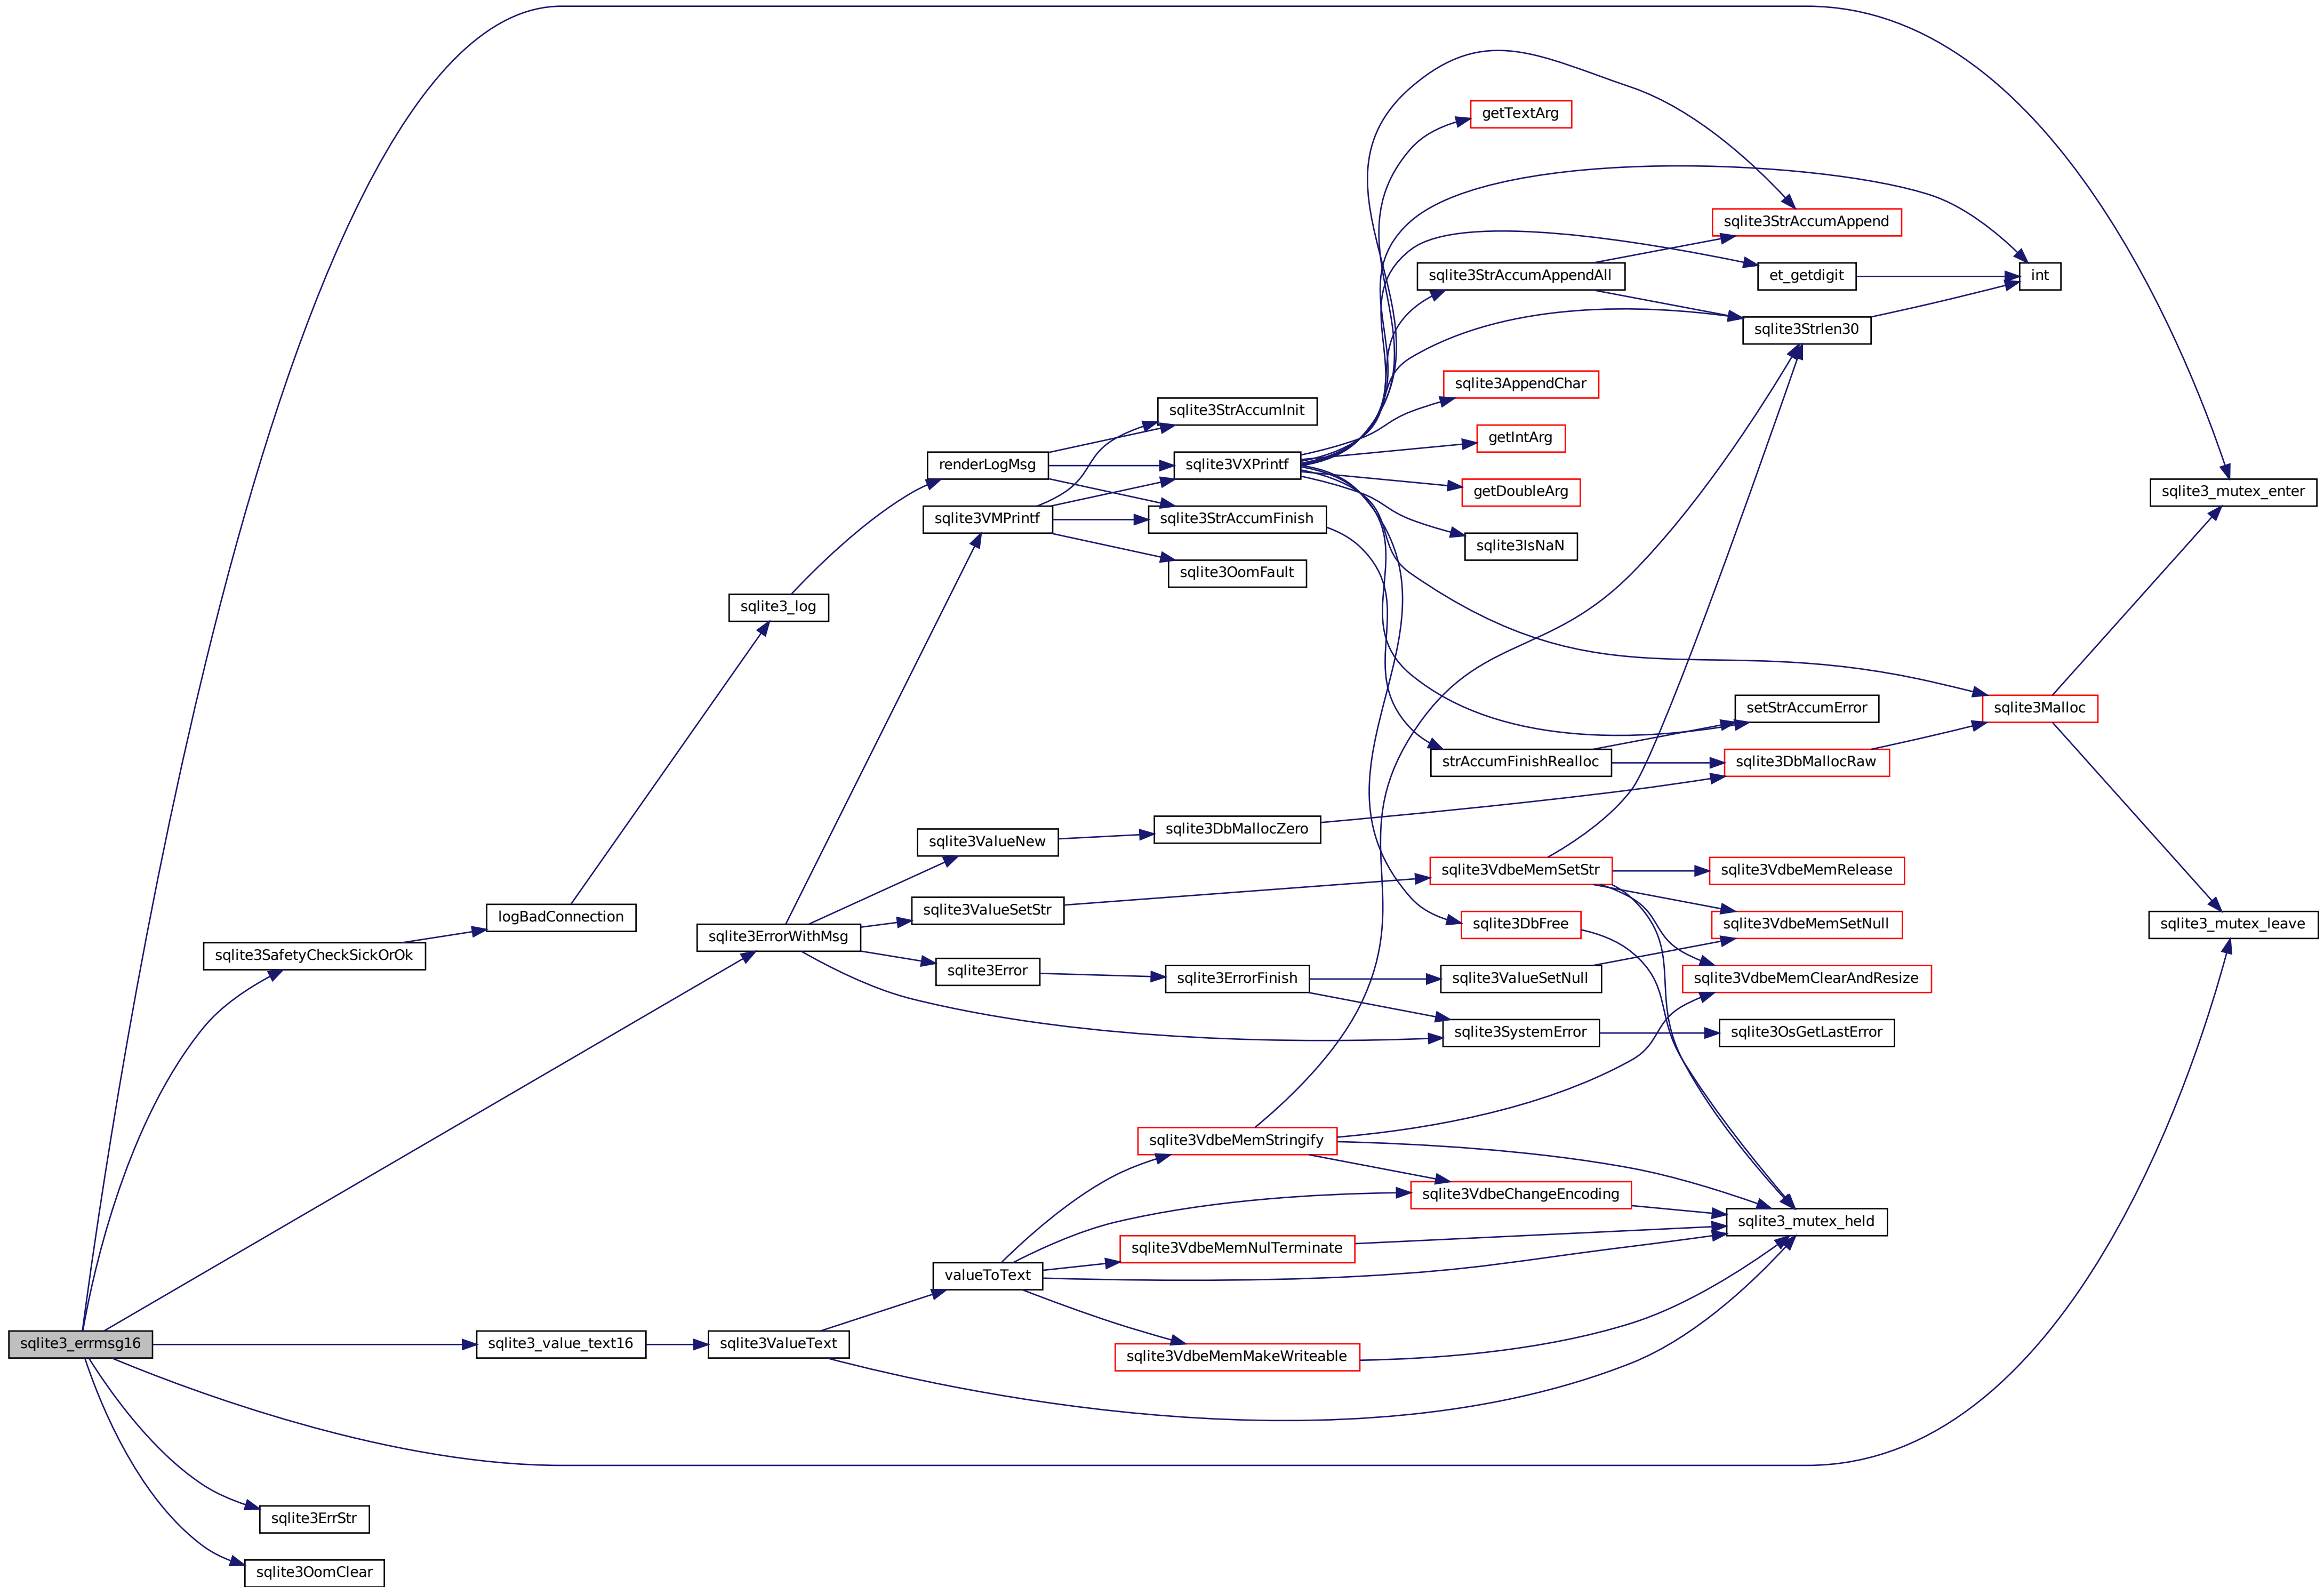 getTextArg
sqlite3StrAccumAppend
sqlite3StrAccumAppendAll
et_getdigit
int
sqlite3Strlen30
sqlite3AppendChar
sqlite3StrAccumInit
getIntArg
renderLogMsg
sqlite3VXPrintf
getDoubleArg
sqlite3_mutex_enter
sqlite3VMPrintf
sqlite3StrAccumFinish
sqlite3IsNaN
sqlite3OomFault
sqlite3_log
setStrAccumError
sqlite3Malloc
strAccumFinishRealloc
sqlite3DbMallocRaw
sqlite3ValueNew
sqlite3DbMallocZero
sqlite3VdbeMemSetStr
sqlite3VdbeMemRelease
logBadConnection
sqlite3ValueSetStr
sqlite3DbFree
sqlite3VdbeMemSetNull
sqlite3_mutex_leave
sqlite3SafetyCheckSickOrOk
sqlite3ErrorWithMsg
sqlite3Error
sqlite3ErrorFinish
sqlite3ValueSetNull
sqlite3VdbeMemClearAndResize
sqlite3SystemError
sqlite3OsGetLastError
sqlite3VdbeMemStringify
sqlite3VdbeChangeEncoding
sqlite3_mutex_held
sqlite3VdbeMemNulTerminate
valueToText
sqlite3_errmsg16
sqlite3_value_text16
sqlite3ValueText
sqlite3VdbeMemMakeWriteable
sqlite3ErrStr
sqlite3OomClear